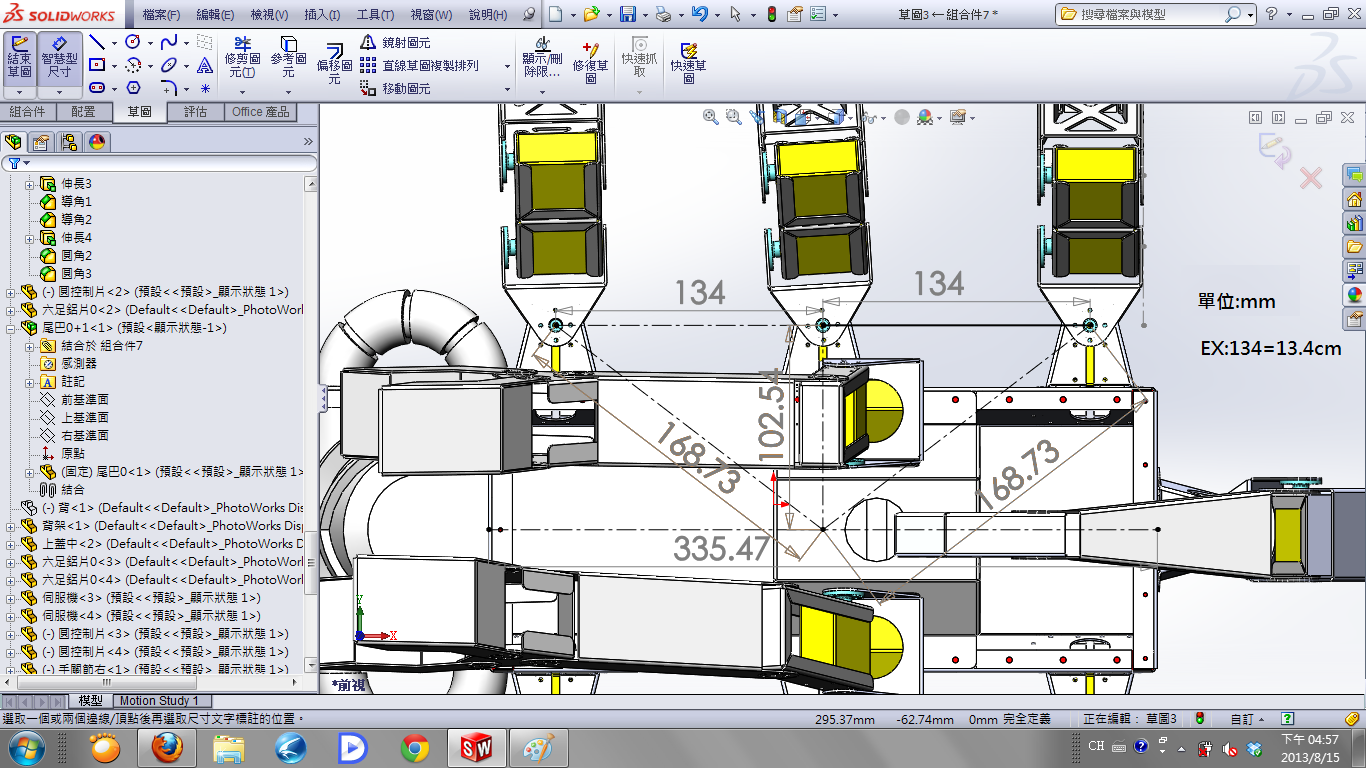 SOLIDWORKS
檔案(F) 編輯(E) 檢視(V) 插入(I) 工具(T) 視窗(W) 說明(H)
草圖3 ←組合件7 *
搜尋檔案與模型
結束草圖
智慧型尺寸
修剪圖元(T)
參考圖元
偏移圖元
鏡射圖元
直線草圖複製排列
移動圖元
顯示/刪除限...
修復草圖
快速抓取
快速草圖
組合件 配置 草圖 評估 Office 產品
伸長3
導角1
導角2
伸長4
圓角2
圓角3
(-) 圓控制片<2> (預設<<預設>_顯示狀態 1>)
六足鋁片0<2> (Default<<Default>_PhotoWorl
尾巴0+1<1> (預設<顯示狀態-1>)
結合於 組合件7
感測器
註記
前基準面
上基準面
右基準面
原點
(固定) 尾巴0<1> (預設<<預設>_顯示狀態 1>
結合
(-) 背<1> (Default<<Default>_PhotoWorks Dis
背架<1> (Default<<Default>_PhotoWorks Dis
上蓋中<2> (Default<<Default>_PhotoWorks D
六足鋁片0<3> (Default<<Default>_PhotoWorl
六足鋁片0<4> (Default<<Default>_PhotoWorl
伺服機<3> (預設<<預設>_顯示狀態 1>)
伺服機<4> (預設<<預設>_顯示狀態 1>)
(-) 圓控制片<3> (預設<<預設>_顯示狀態 1>)
(-) 圓控制片<4> (預設<<預設>_顯示狀態 1>)
(-) 手關節右<1> (預設<<預設>_顯示狀態 1>)
134
134
單位:mm
EX:134=13.4cm
102.54
168.73
168.73
335.47
Y
X
*前視
模型 Motion Study 1
選取一個或兩個邊線/頂點後再選取尺寸文字標註的位置。
295.37mm -62.74mm 0mm 完全定義 正在編輯： 草圖3 自訂
CH
下午 04:57
2013/8/15